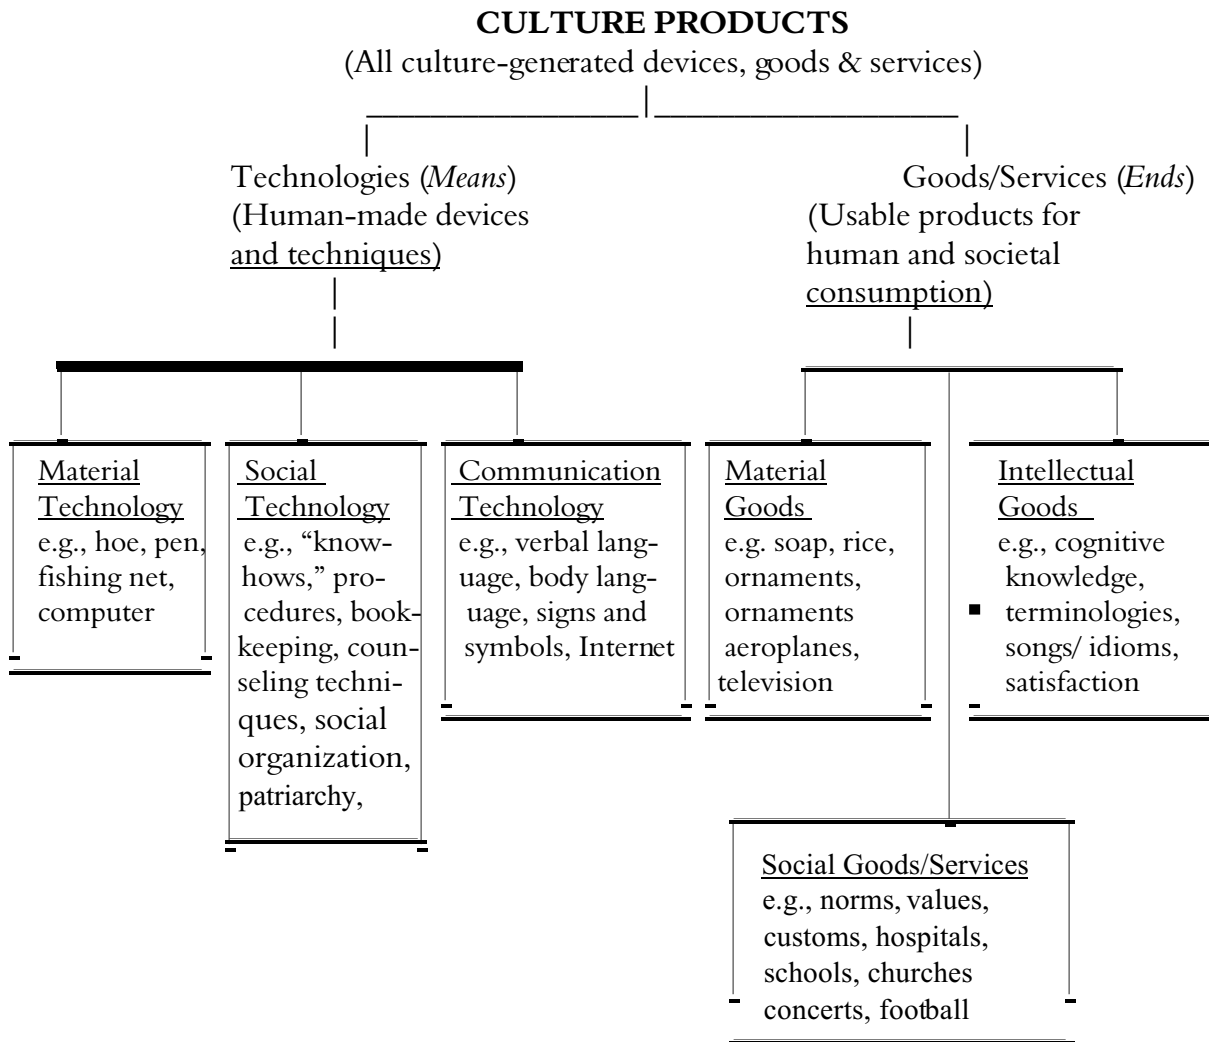 CULTURE PRODUCTS
(All culture-generated devices, goods & services)
Technologies (Means)
(Human-made devices
and techniques)
Goods/Services (Ends)
(Usable products for
human and societal
consumption)
Material
Technology
e.g., hoe, pen,
fishing net,
computer
Social
Technology
e.g., “know-
hows,” pro-
cedures, book-
keeping, coun-
seling techni-
ques, social
organization,
patriarchy,
Communication
Technology
e.g., verbal lang-
uage, body lang-
uage, signs and
symbols, Internet
Material
Goods
e.g. soap, rice,
ornaments,
ornaments
aeroplanes,
television
Intellectual
Goods
e.g., cognitive
knowledge,
terminologies,
songs/ idioms,
satisfaction
Social Goods/Services
e.g., norms, values,
customs, hospitals,
schools, churches
concerts, football